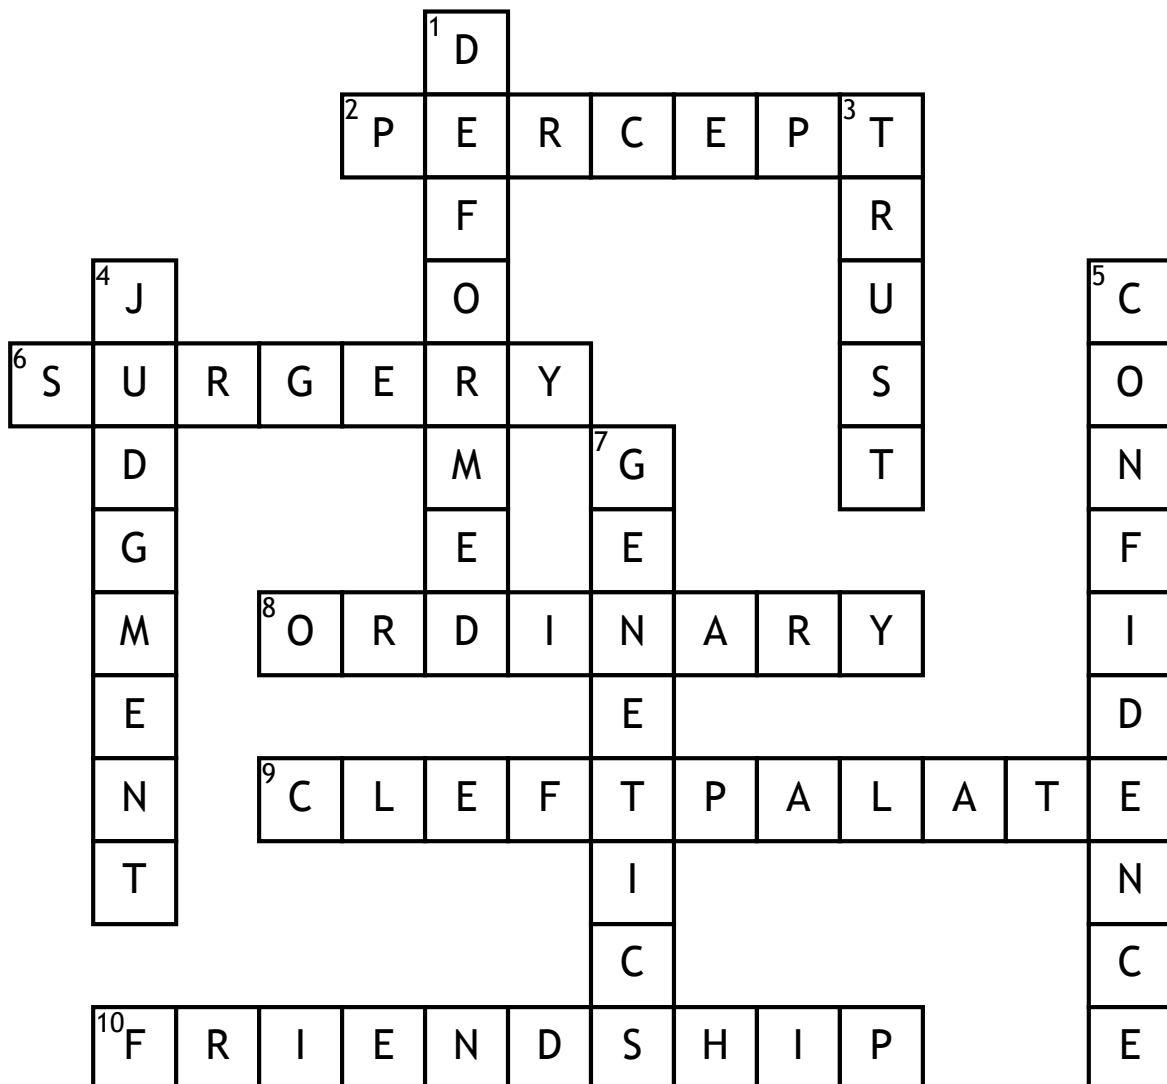 1 D
2 P E R C E P 3 T
F R
4 J O U 5 C
6 S U R G E R Y S O
D M 7 G T N
G E E F
M 8 O R D I N A R Y I
E E D
N 9 C L E F T P A L A T E
T I N
C C
10 F R I E N D S H I P E